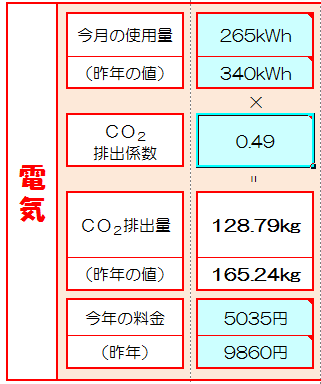 電気
今月の使用量 265kWh
(昨年の値) 340kWh
×
CO₂
排出係数 0.49
=
CO₂排出量 128.79kg
(昨年の値) 165.24kg
今年の料金 5035円
(昨年) 9860円